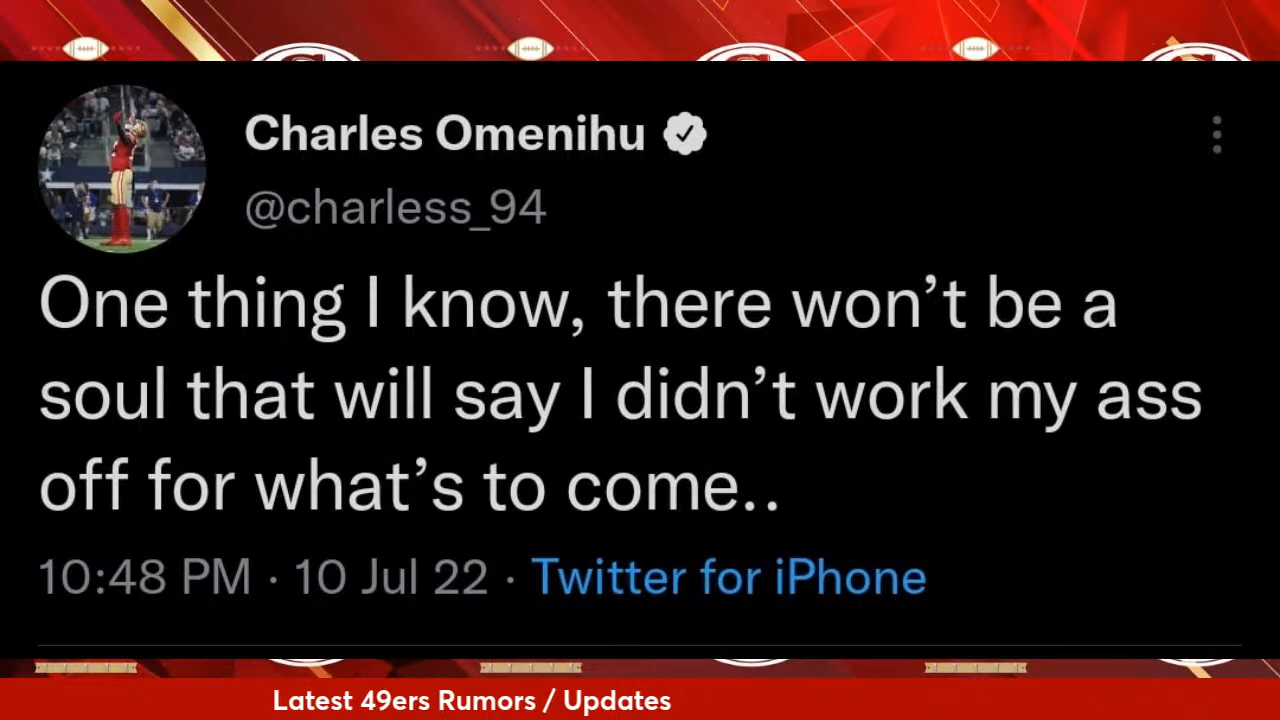 Charles Omenihu
@charless_94
One thing I know, there won’t be a
soul that will say I didn’t work my ass
off for what’s to come..
10:48 PM · 10 Jul 22 · Twitter for iPhone
Latest 49ers Rumors / Updates